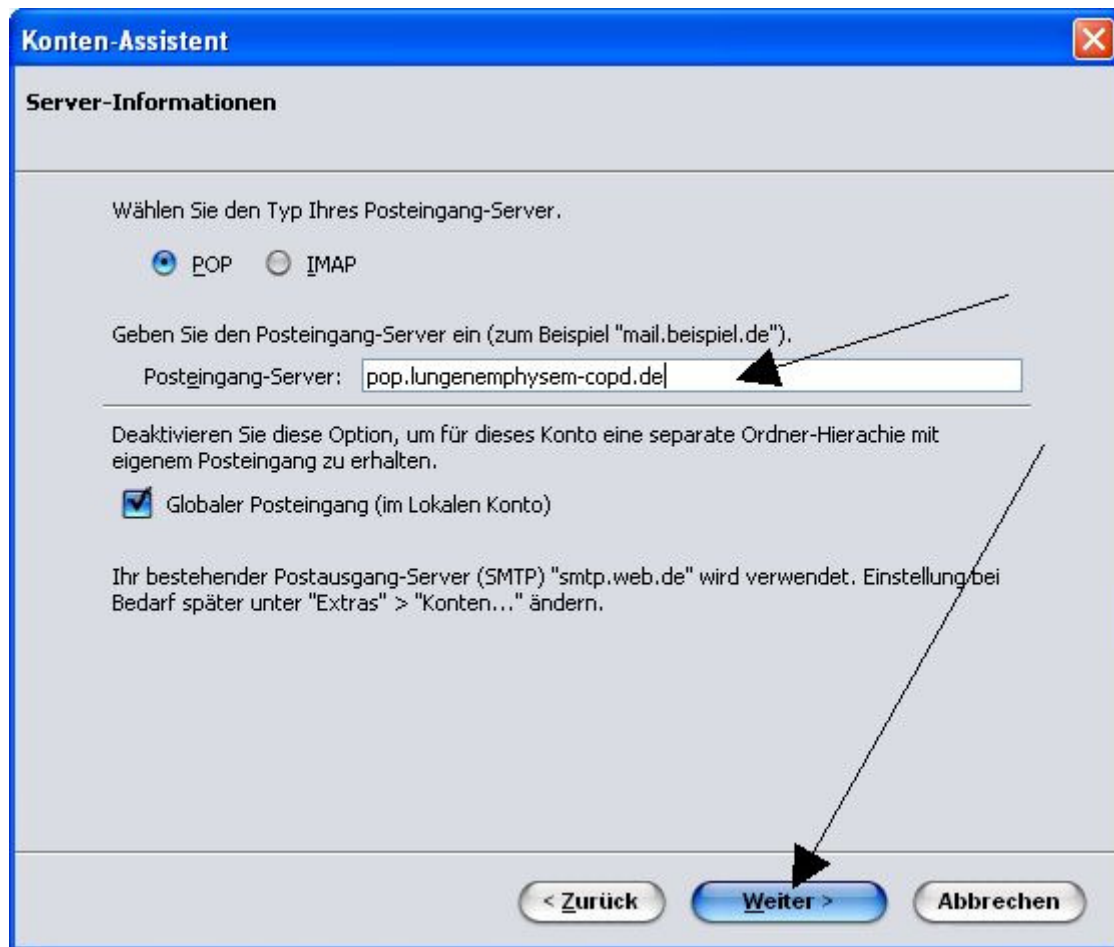 Konten-Assistent
Server-Informationen
Wählen Sie den Typ Ihres Posteingang-Server.
POP IMAP
Geben Sie den Posteingang-Server ein (zum Beispiel "mail.beispiel.de").
Posteingang-Server: pop.lungenemphysem-copd.de
Deaktivieren Sie diese Option, um für dieses Konto eine separate Ordner-Hierachie mit
eigenem Posteingang zu erhalten.
Globaler Posteingang (im Lokalen Konto)
Ihr bestehender Postausgang-Server (SMTP) "smtp.web.de" wird verwendet. Einstellung bei
Bedarf später unter "Extras" > "Konten..." ändern.
< Zurück Weiter > Abbrechen